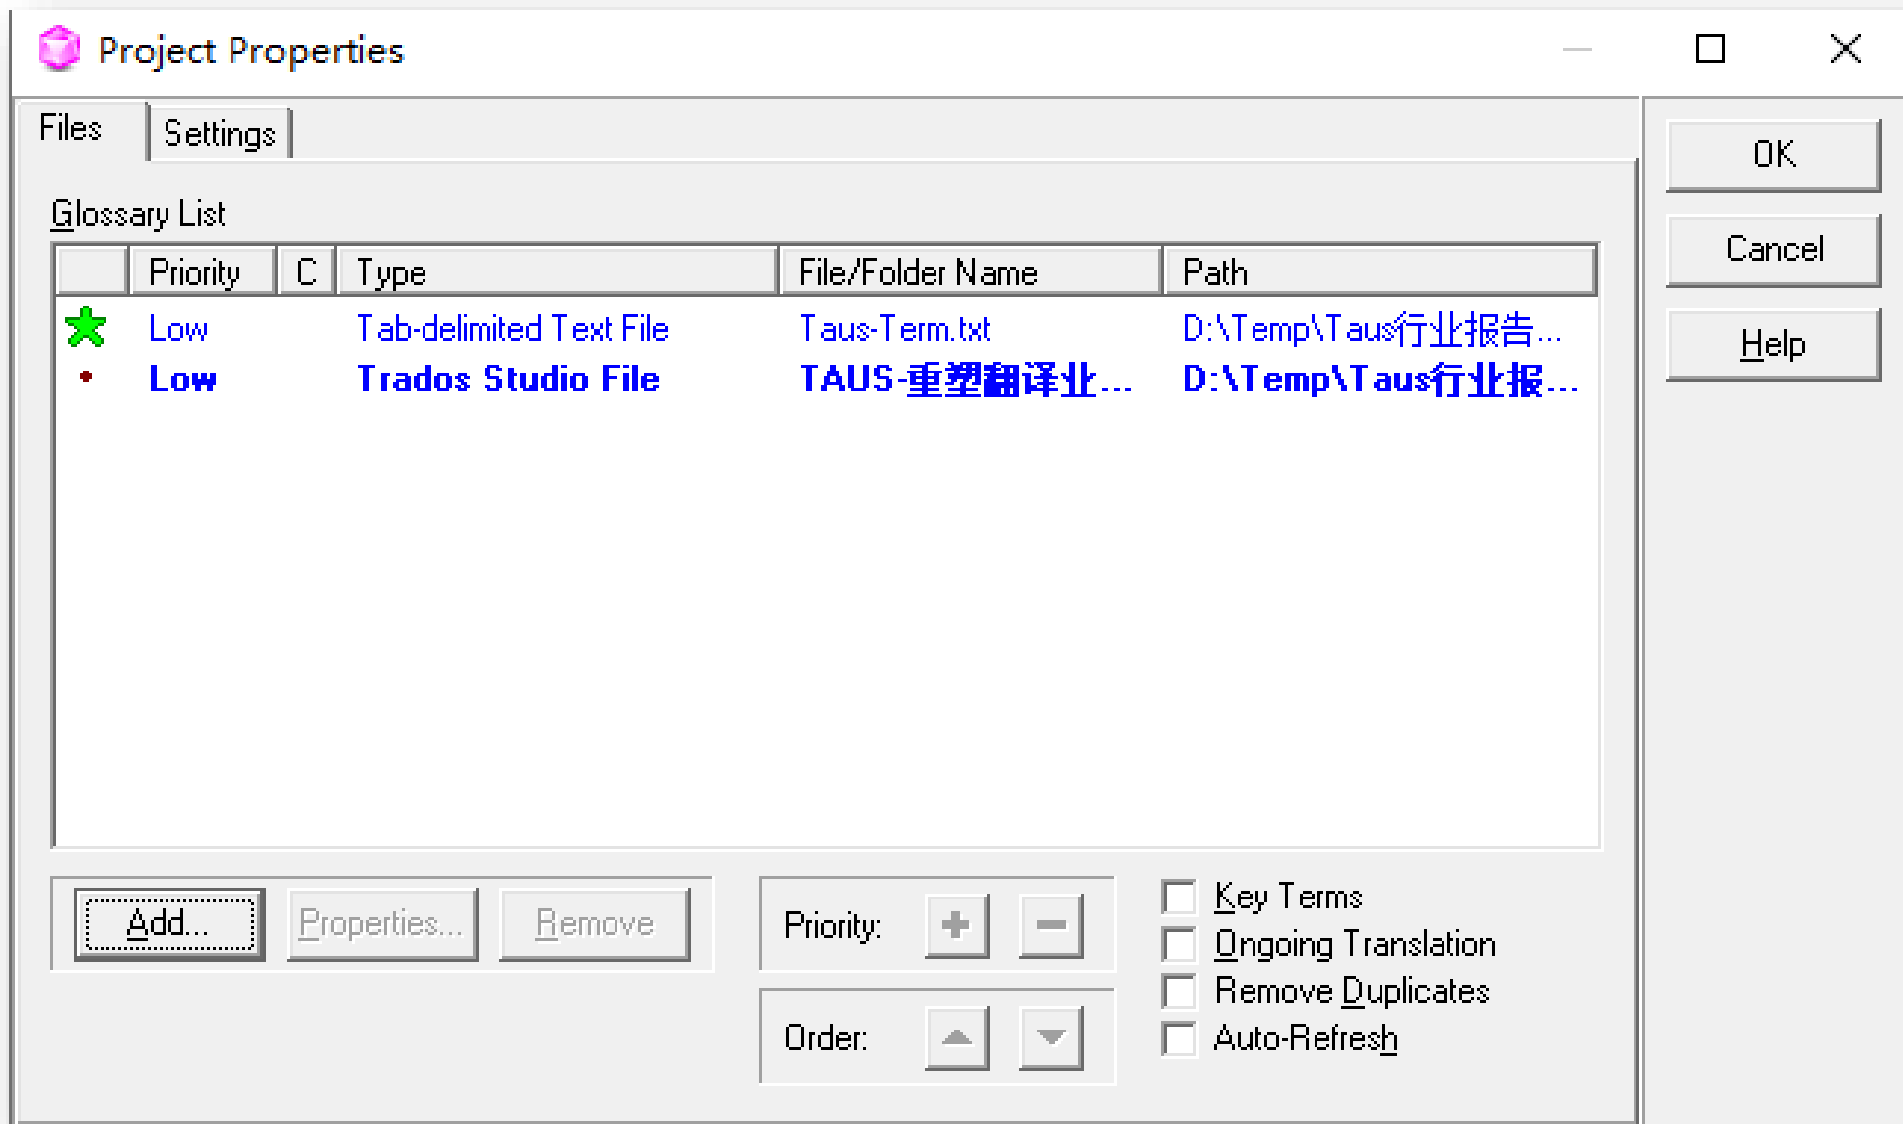 Project Properties
Files Settings
Glossary List
Priority C Type File/Folder Name Path
Low Tab-delimited Text File Taus-Term.txt D:\Temp\Taus行业报告...
Low Trados Studio File TAUS-重塑翻译业... D:\Temp\Taus行业报...
Add... Properties... Remove
Priority: + -
Order:
Key Terms
Ongoing Translation
Remove Duplicates
Auto-Refresh
OK
Cancel
Help